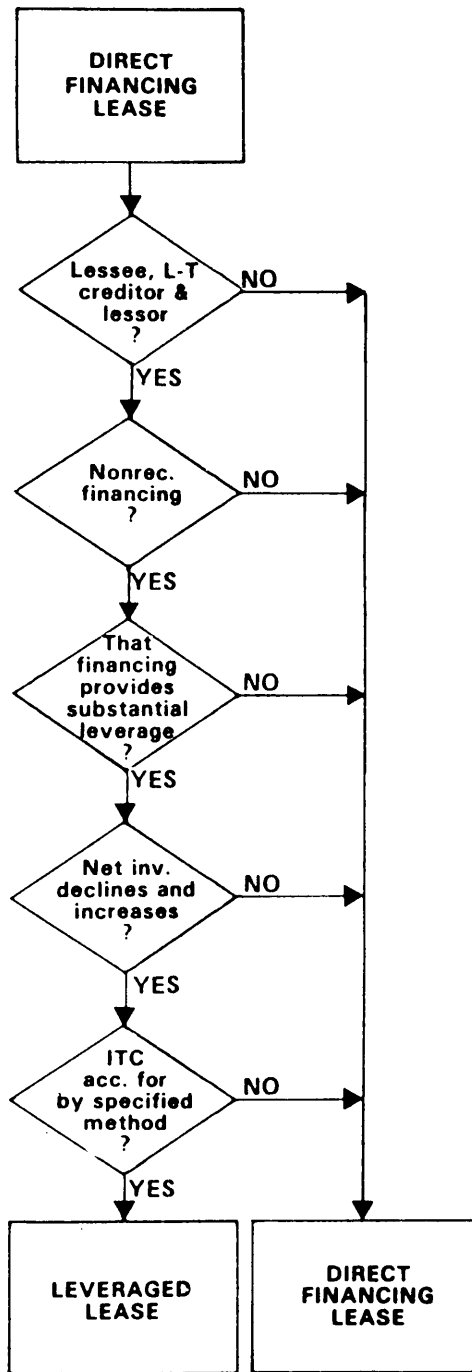 DIRECT
FINANCING
LEASE
Lessee, L-T
creditor &
lessor
?
NO
YES
Nonrec.
financing
?
NO
YES
That
financing
provides
substantial
leverage
?
NO
YES
Net inv.
declines and
increases
?
NO
YES
ITC
acc. for
by specified
method
?
NO
YES
LEVERAGED
LEASE
DIRECT
FINANCING
LEASE